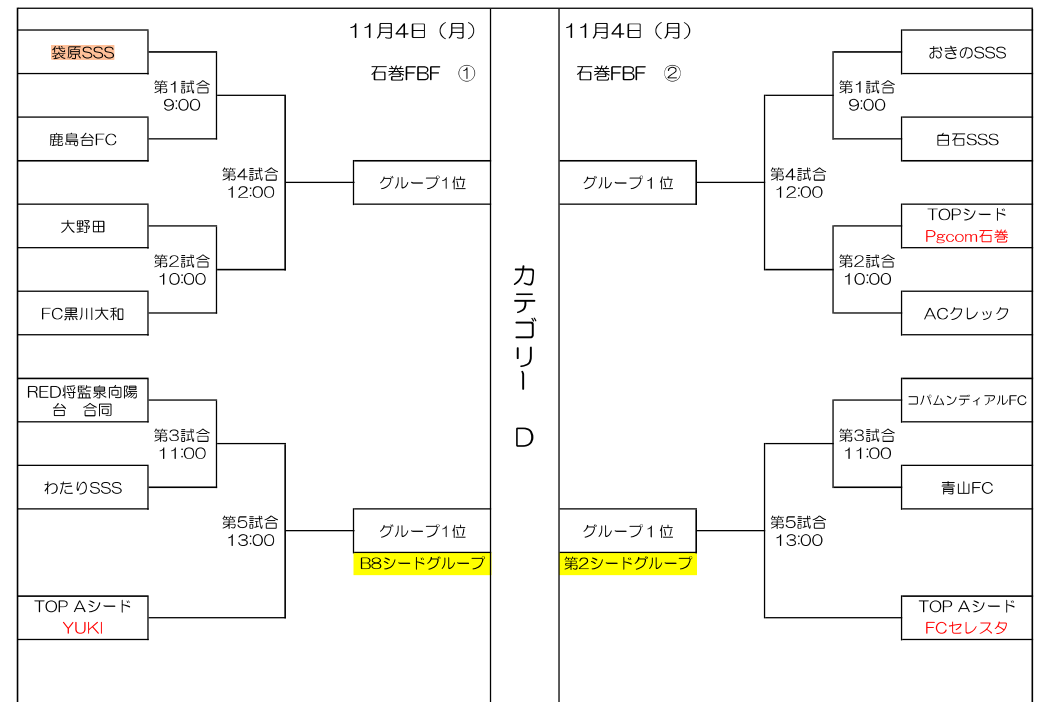 11月4日（月）
石巻FBF　①
袋原SSS
第1試合
9:00
鹿島台FC
第4試合
12:00
グループ1位
大野田
第2試合
10:00
FC黒川大和
RED将監泉向陽
台　合同
第3試合
11:00
わたりSSS
第5試合
13:00
グループ1位
B8シードグループ
TOP Aシード
YUKI
カテゴリー　D
11月4日（月）
石巻FBF　②
おきのSSS
第1試合
9:00
白石SSS
第4試合
12:00
グループ1位
TOPシード
Pgcom石巻
第2試合
10:00
ACクレック
コパムンディアルFC
第3試合
11:00
青山FC
第5試合
13:00
グループ1位
第2シードグループ
TOP Aシード
FCセレスタ